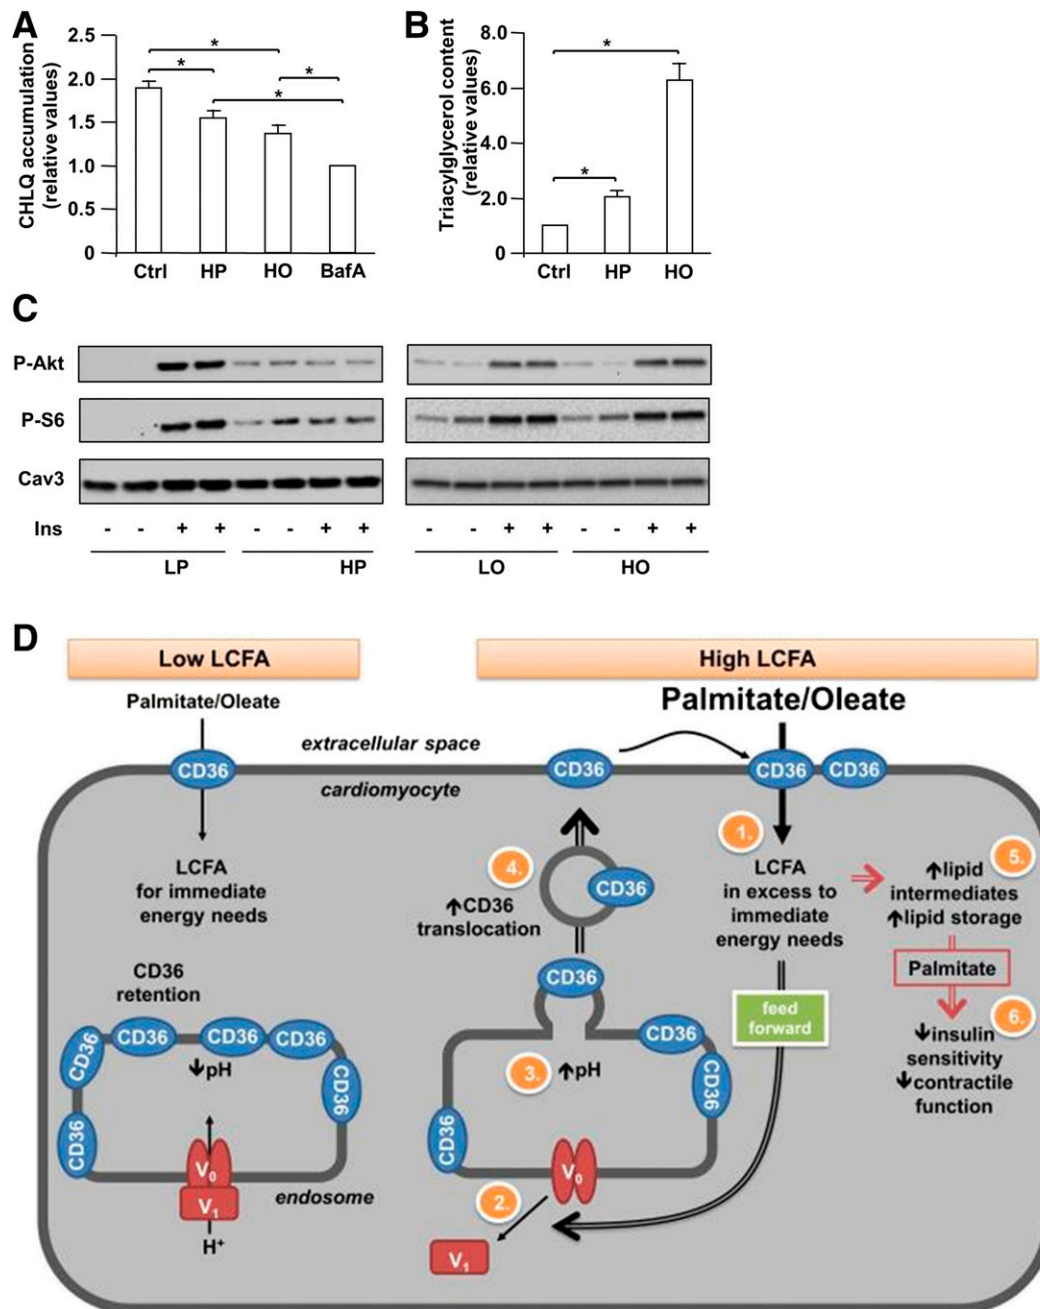 A
CHLQ accumulation
(relative values)
2.5
2.0
1.5
1.0
0.5
0
*
*
*
*
Ctrl HP HO BafA
B
Triacylglycerol content
(relative values)
8.0
6.0
4.0
2.0
0
*
*
Ctrl HP HO
C
P-Akt
P-S6
Cav3
Ins - - + + - - + + - - + + - - + +
LP HP LO HO
D
Low LCFA
High LCFA
Palmitate/Oleate
Palmitate/Oleate
extracellular space
cardiomyocyte
CD36
CD36
CD36
CD36
LCFA
for immediate
energy needs
CD36
retention
CD36
CD36
CD36
CD36
CD36
CD36
↓pH
V0
V1
H+
endosome
4.
CD36
↑CD36
translocation
CD36
CD36
CD36
CD36
3.
↑pH
V0
2.
V1
1.
LCFA
in excess to
immediate
energy needs
feed
forward
5.
↑lipid
intermediates
↑lipid storage
Palmitate
6.
↓insulin
sensitivity
↓contractile
function